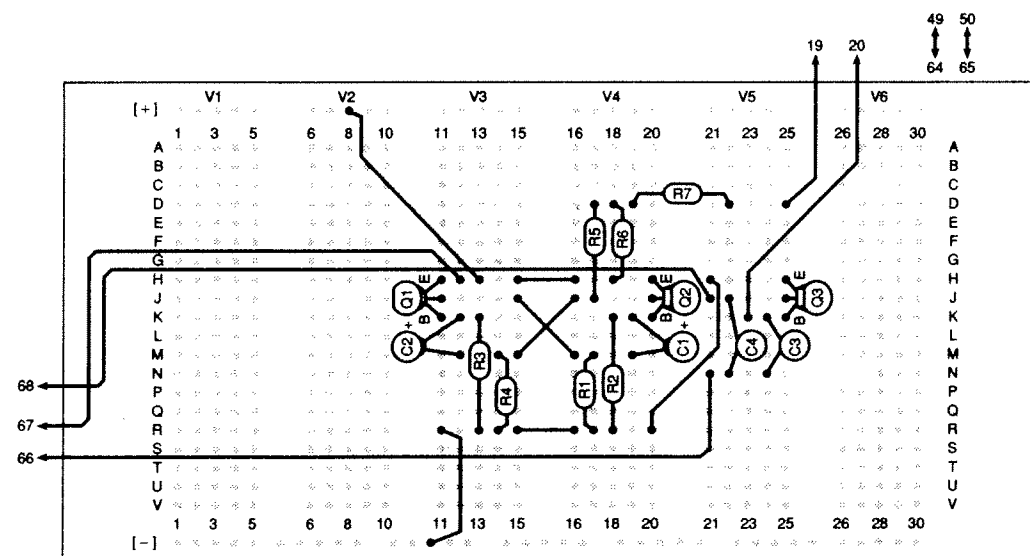 49 50
19 20
64 65
V1 V2 V3 V4 V5 V6
[+]
1 3 5 6 8 10 11 13 15 16 18 20 21 23 25 26 28 30
A A
B B
C C
D R7 D
E E
F R5 R6 F
G G
H E E E H
J Q1 Q2 Q3 J
K B B B K
L + + L
M C2 R3 C1 C4 C3 M
N R1 R2 N
68 P R4 P
Q Q
67 R R
S S
66 T T
U U
V V
1 3 5 6 8 10 11 13 15 16 18 20 21 23 25 26 28 30
[-]